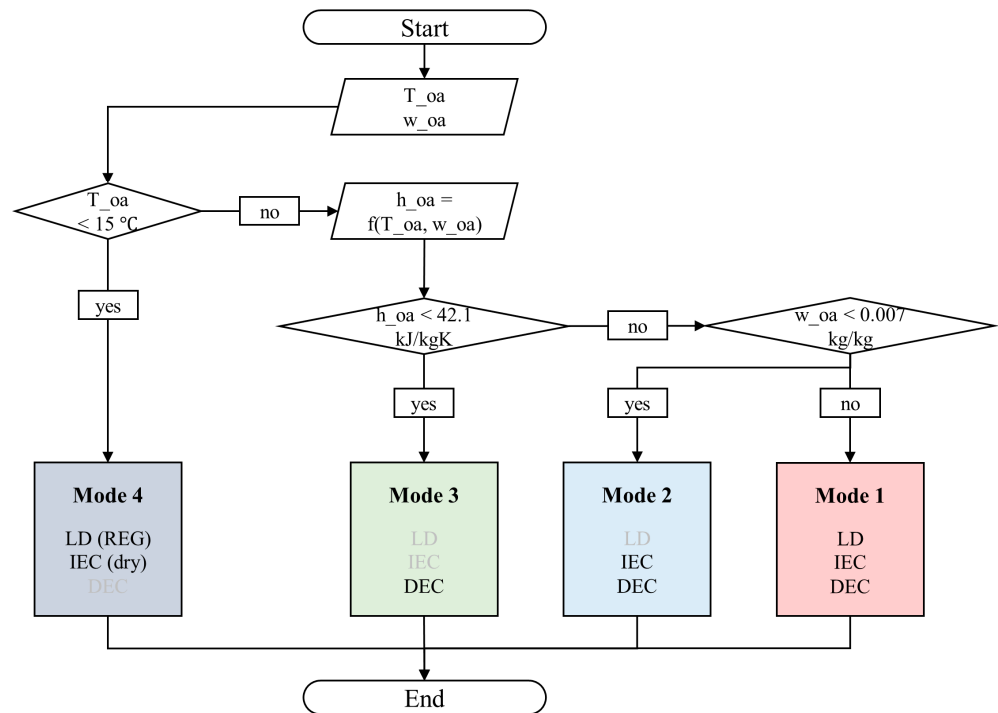 Start
T_oa
w_oa
T_oa
< 15 ℃
no
h_oa =
f(T_oa, w_oa)
yes
h_oa < 42.1
kJ/kgK
no
w_oa < 0.007
kg/kg
yes
yes
no
Mode 4
LD (REG)
IEC (dry)
DEC
Mode 3
LD
IEC
DEC
Mode 2
LD
IEC
DEC
Mode 1
LD
IEC
DEC
End